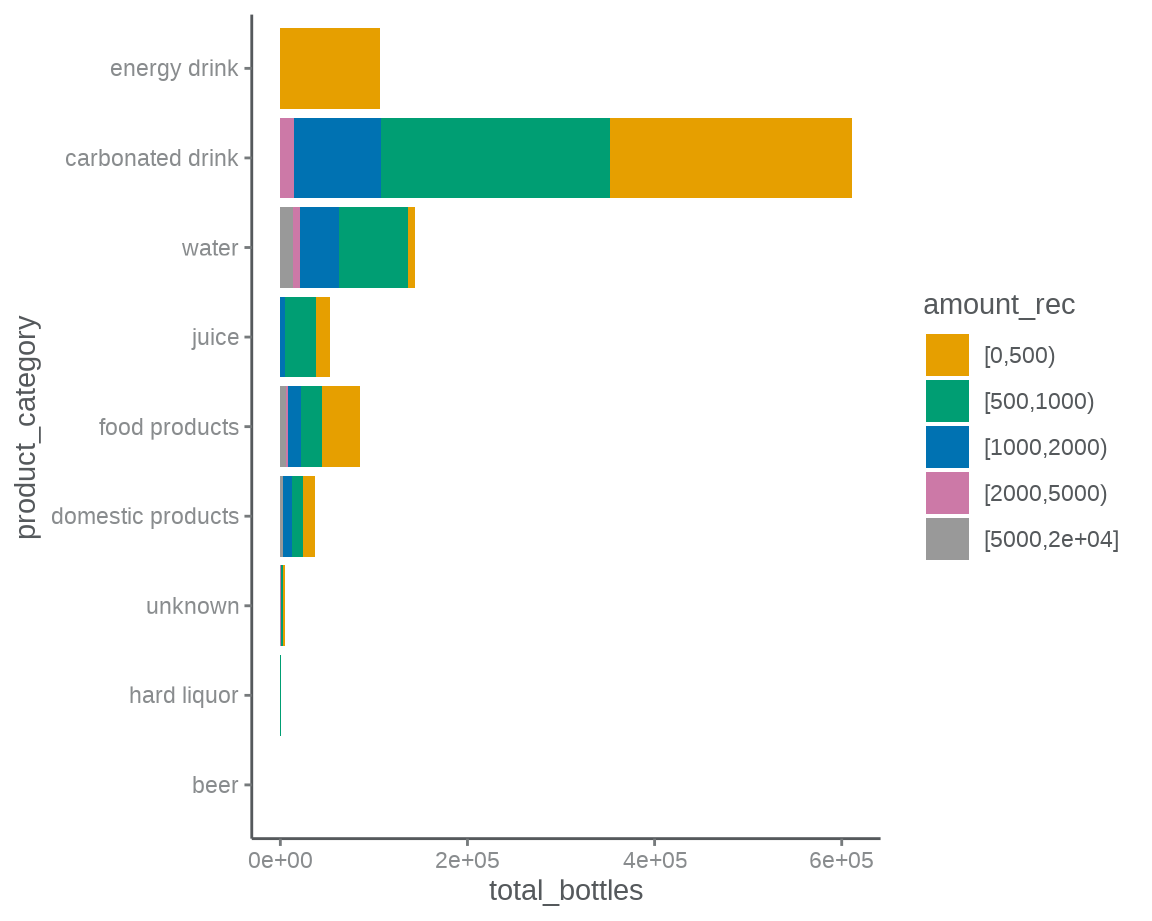 energy drink
carbonated drink
water
juice
food products
domestic products
unknown
hard liquor
beer
product_category
0e+00 2e+05 4e+05 6e+05
total_bottles
amount_rec
[0,500)
[500,1000)
[1000,2000)
[2000,5000)
[5000,2e+04]